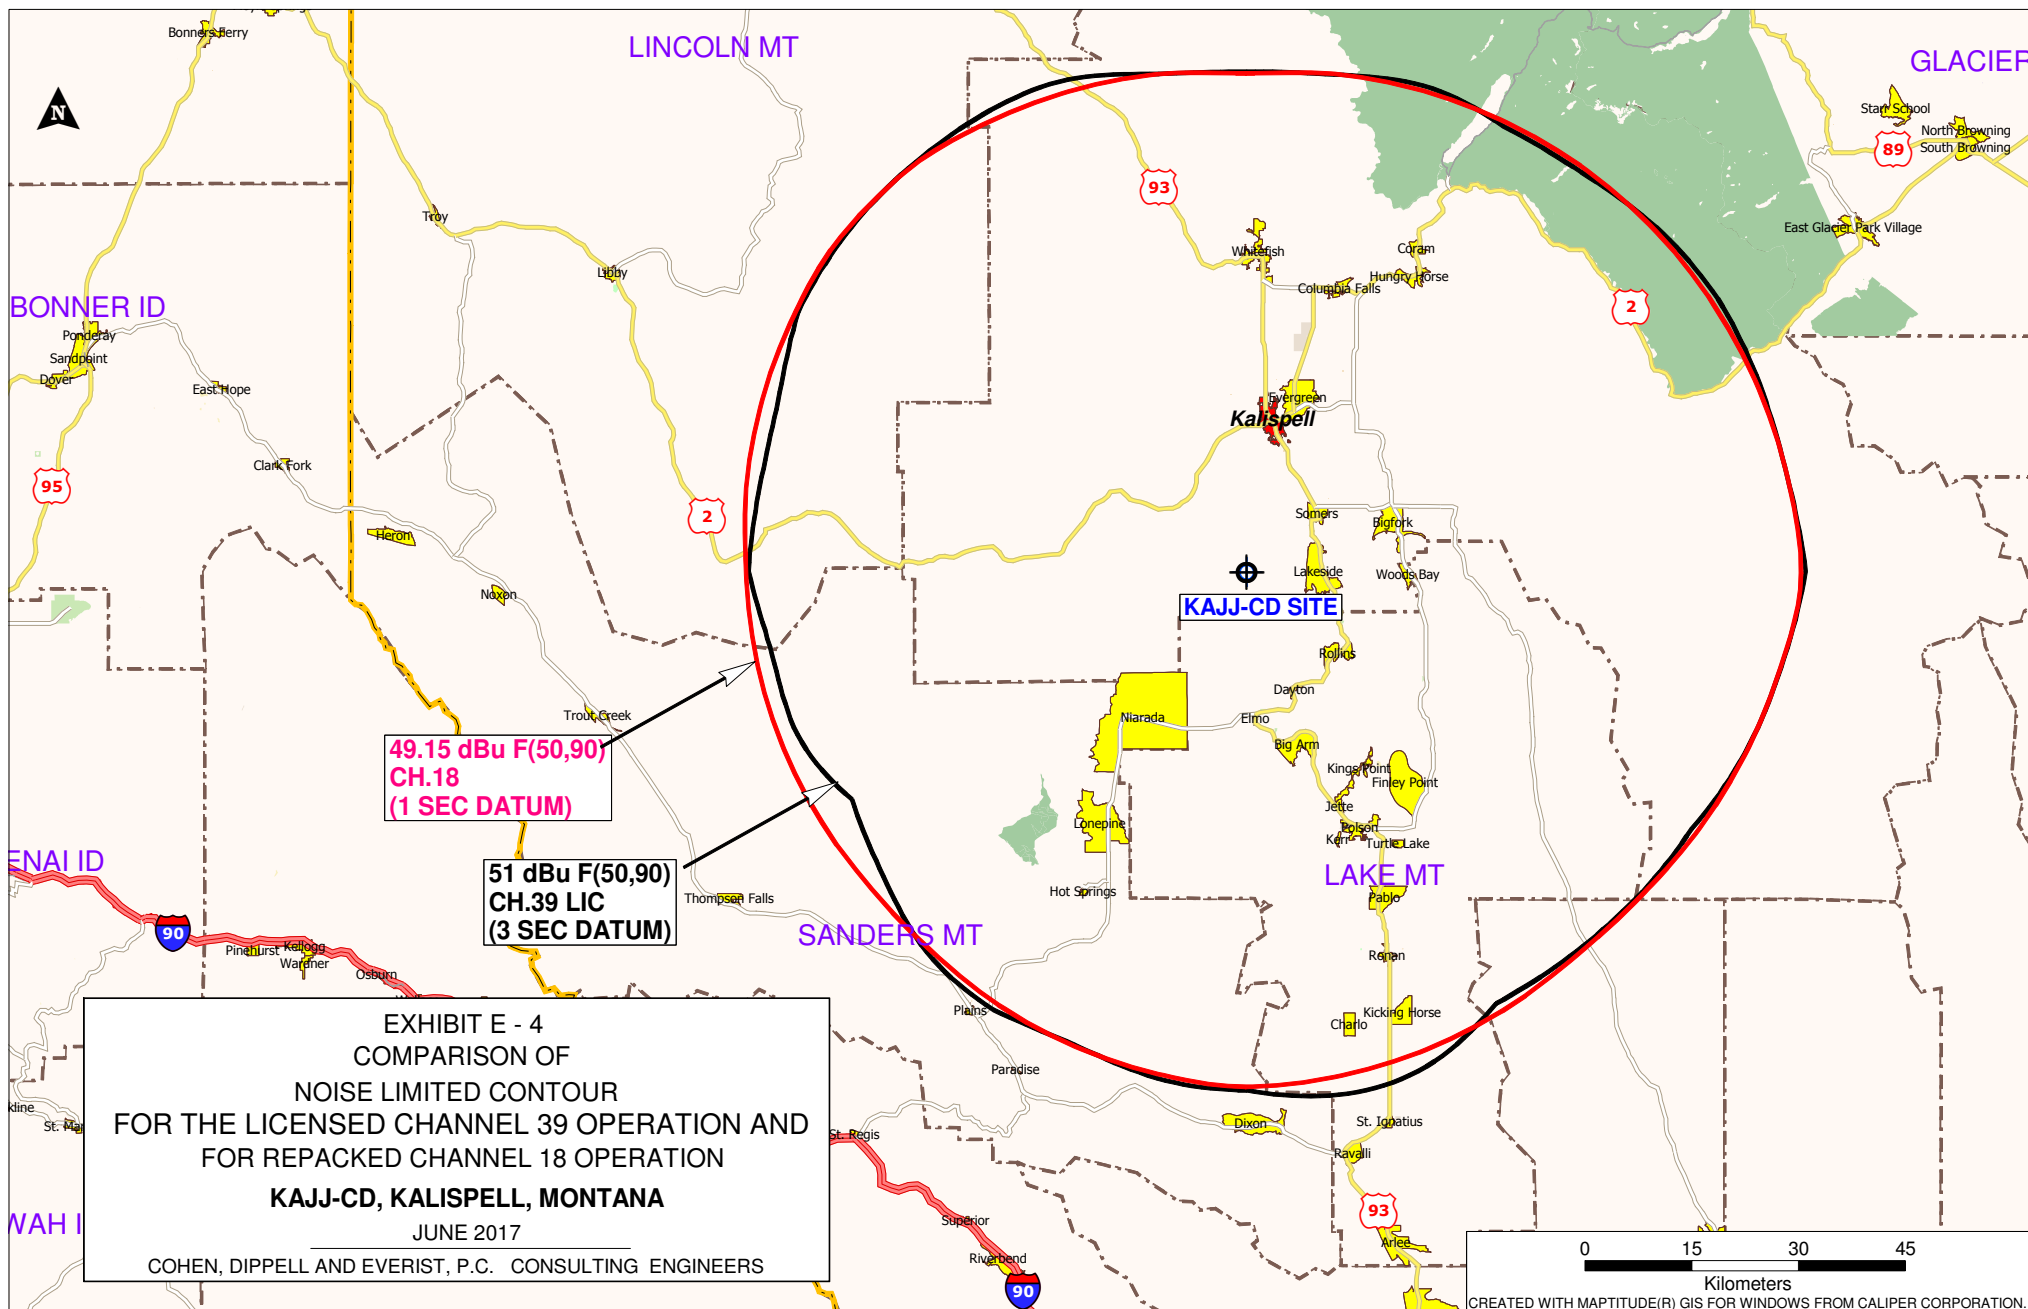 Bonners Ferry
LINCOLN MT
GLACIER
N
Starr School
North Browning
South Browning
89
93
Troy
East Glacier Park Village
Whitefish
Coram
Libby
Hungry Horse
Columbia Falls
BONNER ID
2
Ponderay
Sandpoint
Dover
East Hope
Evergreen
Kalispell
Clark Fork
95
2
Somers
Bigfork
Heron
Lakeside
Woods Bay
Noxon
KAJJ-CD SITE
Rollins
Dayton
Trout Creek
Niarada
Elmo
Big Arm
49.15 dBu F(50,90)
CH.18
(1 SEC DATUM)
Kings Point
Finley Point
Jette
Lonepine
Polson
Kerr
Turtle Lake
ENAI ID
51 dBu F(50,90)
CH.39 LIC
(3 SEC DATUM)
LAKE MT
Hot Springs
Thompson Falls
Pablo
90
SANDERS MT
Pinehurst
Kellogg
Wardner
Osburn
Ronan
Plains
Kicking Horse
Charlo
Paradise
kline
St. Mar
St. Regis
Dixon
St. Ignatius
Ravalli
EXHIBIT E - 4
COMPARISON OF
NOISE LIMITED CONTOUR
FOR THE LICENSED CHANNEL 39 OPERATION AND
FOR REPACKED CHANNEL 18 OPERATION
KAJJ-CD, KALISPELL, MONTANA
JUNE 2017
COHEN, DIPPELL AND EVERIST, P.C. CONSULTING ENGINEERS
WAH I
Superior
93
Arlee
Riverbend
90
0 15 30 45
Kilometers
CREATED WITH MAPTITUDE(R) GIS FOR WINDOWS FROM CALIPER CORPORATION.